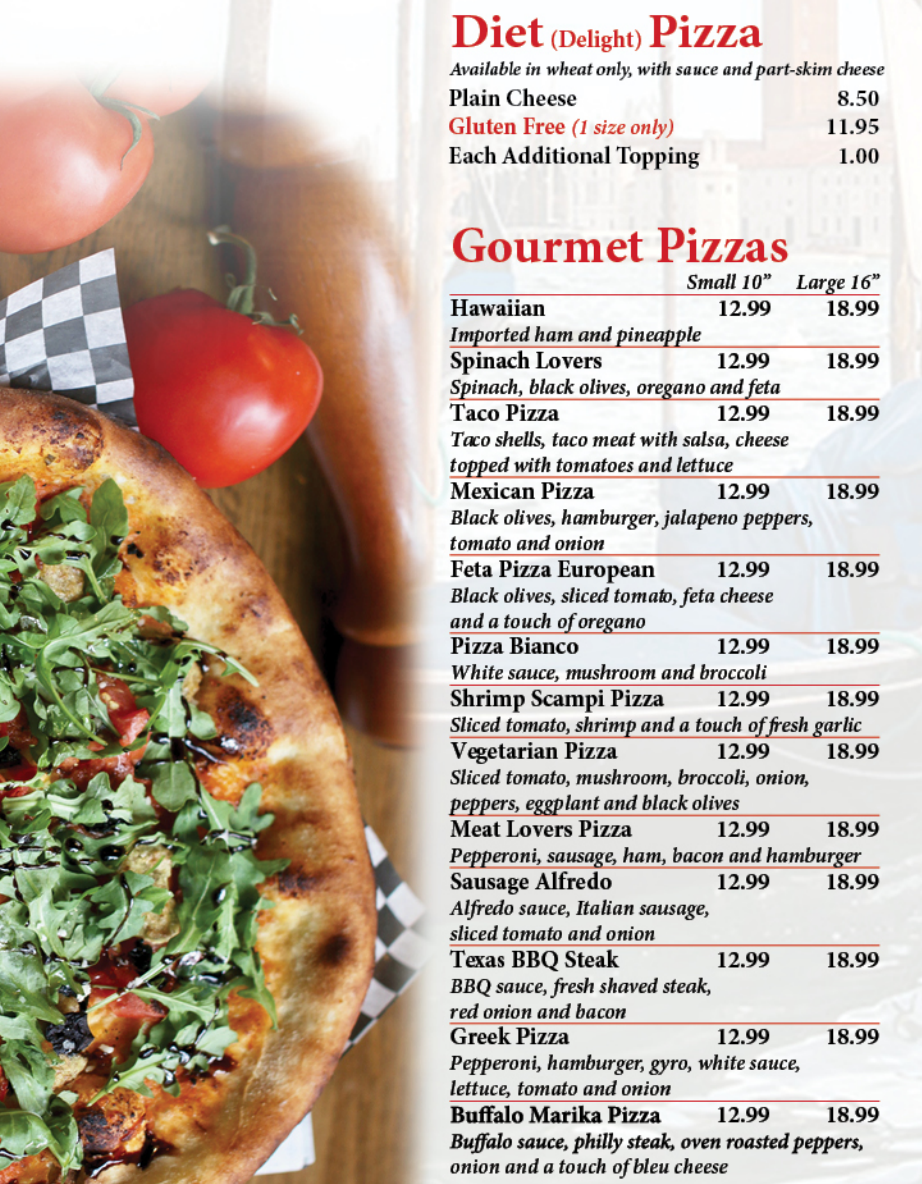 Diet (Delight) Pizza
Available in wheat only, with sauce and part-skim cheese
Plain Cheese 8.50
Gluten Free (1 size only) 11.95
Each Additional Topping 1.00
Gourmet Pizzas
Small 10” Large 16”
Hawaiian 12.99 18.99
Imported ham and pineapple
Spinach Lovers 12.99 18.99
Spinach, black olives, oregano and feta
Taco Pizza 12.99 18.99
Taco shells, taco meat with salsa, cheese
topped with tomatoes and lettuce
Mexican Pizza 12.99 18.99
Black olives, hamburger, jalapeno peppers,
tomato and onion
Feta Pizza European 12.99 18.99
Black olives, sliced tomato, feta cheese
and a touch of oregano
Pizza Bianco 12.99 18.99
White sauce, mushroom and broccoli
Shrimp Scampi Pizza 12.99 18.99
Sliced tomato, shrimp and a touch of fresh garlic
Vegetarian Pizza 12.99 18.99
Sliced tomato, mushroom, broccoli, onion,
peppers, eggplant and black olives
Meat Lovers Pizza 12.99 18.99
Pepperoni, sausage, ham, bacon and hamburger
Sausage Alfredo 12.99 18.99
Alfredo sauce, Italian sausage,
sliced tomato and onion
Texas BBQ Steak 12.99 18.99
BBQ sauce, fresh shaved steak,
red onion and bacon
Greek Pizza 12.99 18.99
Pepperoni, hamburger, gyro, white sauce,
lettuce, tomato and onion
Buffalo Marika Pizza 12.99 18.99
Buffalo sauce, philly steak, oven roasted peppers,
onion and a touch of bleu cheese